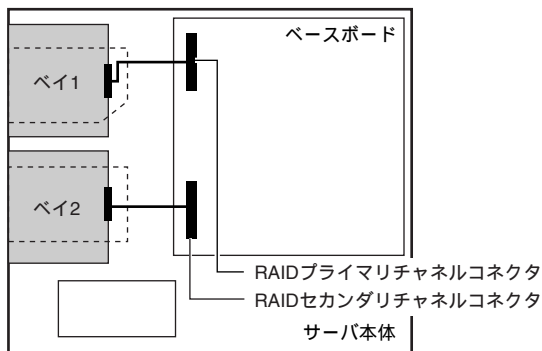 ベースボード
ベイ1
ベイ2
RAIDプライマリチャネルコネクタ
RAIDセカンダリチャネルコネクタ
サーバ本体